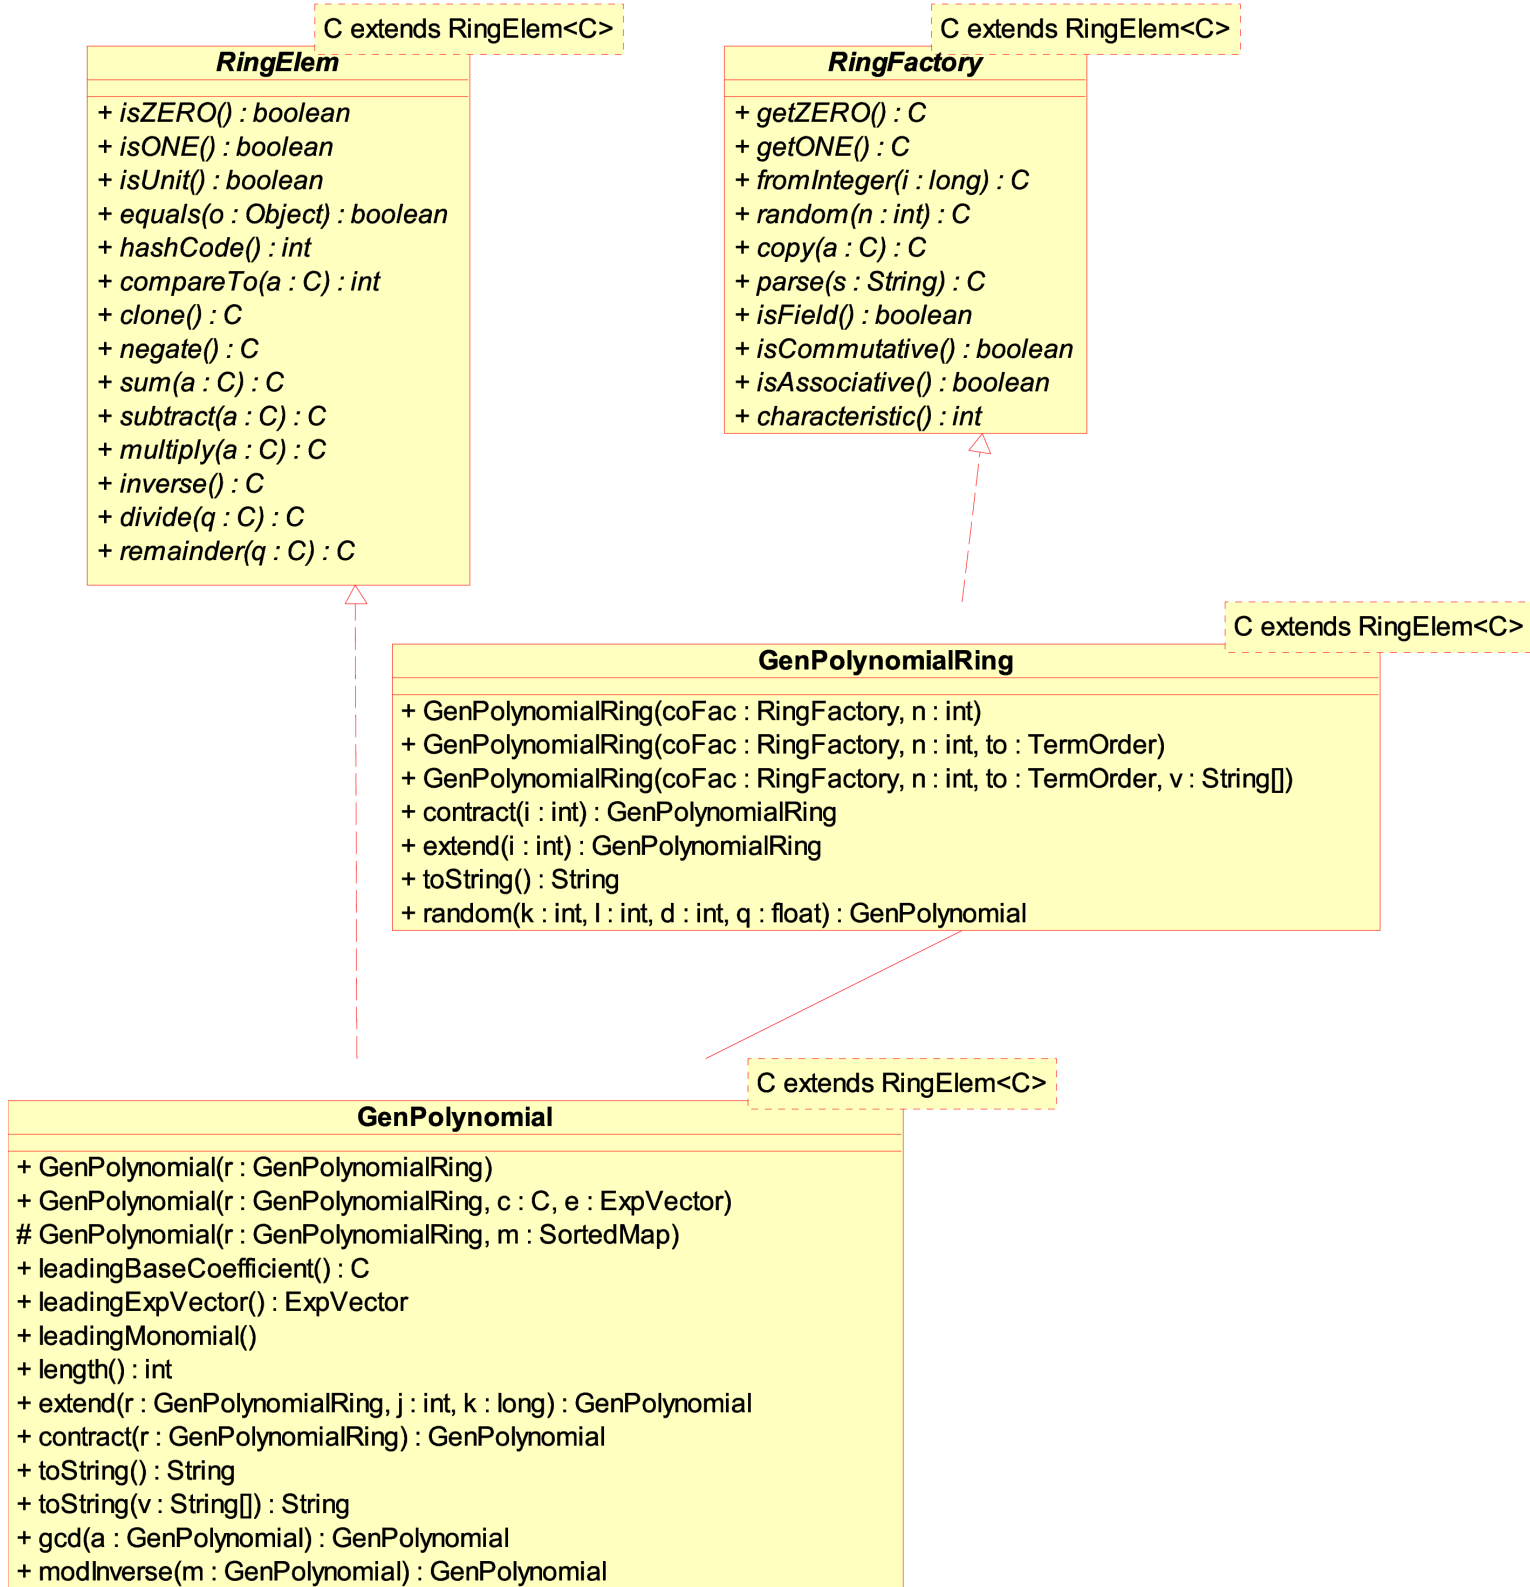 C extends RingElem<C>
RingElem
+ isZERO() : boolean
+ isONE() : boolean
+ isUnit() : boolean
+ equals(o : Object) : boolean
+ hashCode() : int
+ compareTo(a : C) : int
+ clone() : C
+ negate() : C
+ sum(a : C) : C
+ subtract(a : C) : C
+ multiply(a : C) : C
+ inverse() : C
+ divide(q : C) : C
+ remainder(q : C) : C
C extends RingElem<C>
RingFactory
+ getZERO() : C
+ getONE() : C
+ fromInteger(i : long) : C
+ random(n : int) : C
+ copy(a : C) : C
+ parse(s : String) : C
+ isField() : boolean
+ isCommutative() : boolean
+ isAssociative() : boolean
+ characteristic() : int
C extends RingElem<C>
GenPolynomialRing
+ GenPolynomialRing(coFac : RingFactory, n : int)
+ GenPolynomialRing(coFac : RingFactory, n : int, to : TermOrder)
+ GenPolynomialRing(coFac : RingFactory, n : int, to : TermOrder, v : String[])
+ contract(i : int) : GenPolynomialRing
+ extend(i : int) : GenPolynomialRing
+ toString() : String
+ random(k : int, l : int, d : int, q : float) : GenPolynomial
C extends RingElem<C>
GenPolynomial
+ GenPolynomial(r : GenPolynomialRing)
+ GenPolynomial(r : GenPolynomialRing, c : C, e : ExpVector)
# GenPolynomial(r : GenPolynomialRing, m : SortedMap)
+ leadingBaseCoefficient() : C
+ leadingExpVector() : ExpVector
+ leadingMonomial()
+ length() : int
+ extend(r : GenPolynomialRing, j : int, k : long) : GenPolynomial
+ contract(r : GenPolynomialRing) : GenPolynomial
+ toString() : String
+ toString(v : String[]) : String
+ gcd(a : GenPolynomial) : GenPolynomial
+ modInverse(m : GenPolynomial) : GenPolynomial